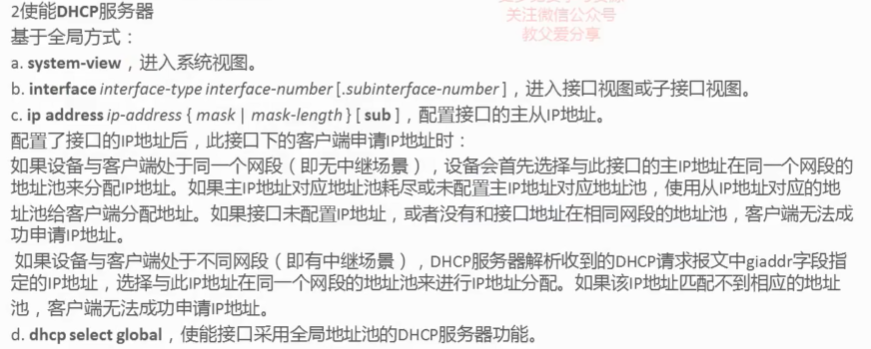 2使能DHCP服务器
关注微信公众号
教父爱分享
基于全局方式：
a. system-view，进入系统视图。
b. interface interface-type interface-number [.subinterface-number ]，进入接口视图或子接口视图。
c. ip address ip-address { mask | mask-length } [ sub ]，配置接口的主从IP地址。
配置了接口的IP地址后，此接口下的客户端申请IP地址时：
如果设备与客户端处于同一个网段（即无中继场景），设备会首先选择与此接口的主IP地址在同一个网段的
地址池来分配IP地址。如果主IP地址对应地址池耗尽或未配置主IP地址对应地址池，使用从IP地址对应的地
址池给客户端分配地址。如果接口未配置IP地址，或者没有和接口地址在相同网段的地址池，客户端无法成
功申请IP地址。
如果设备与客户端处于不同网段（即有中继场景），DHCP服务器解析收到的DHCP请求报文中giaddr字段指
定的IP地址，选择与此IP地址在同一个网段的地址池来进行IP地址分配。如果该IP地址匹配不到相应的地址
池，客户端无法成功申请IP地址。
d. dhcp select global，使能接口采用全局地址池的DHCP服务器功能。